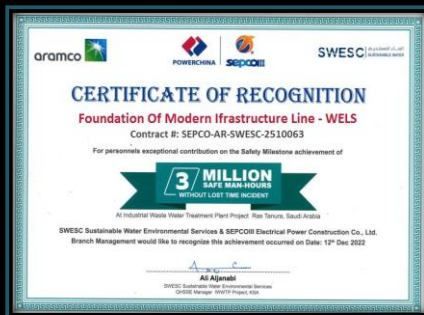 aramco
POWERCHINA
SEPCOIII
SWESC
SUSTAINABLE WATER
CERTIFICATE OF RECOGNITION
Foundation Of Modern Ifrastructure Line - WELS
Contract #: SEPCO-AR-SWESC-2510063
For personnels exceptional contribution on the Safety Milestone achievement of
3 MILLION
SAFE MAN-HOURS
WITHOUT LOST TIME INCIDENT
At Industrial Waste Water Treatment Plant Project Ras Tanura, Saudi Arabia
SWESC Sustainable Water Environmental Services & SEPCOIII Electrical Power Construction Co., Ltd.
Branch Management would like to recognize this achievement occurred on Date: 12th Dec 2022
Ali Aljanabi
SWESC Sustainable Water Environmental Services
QHSSE Manager IWWTP Project, KSA